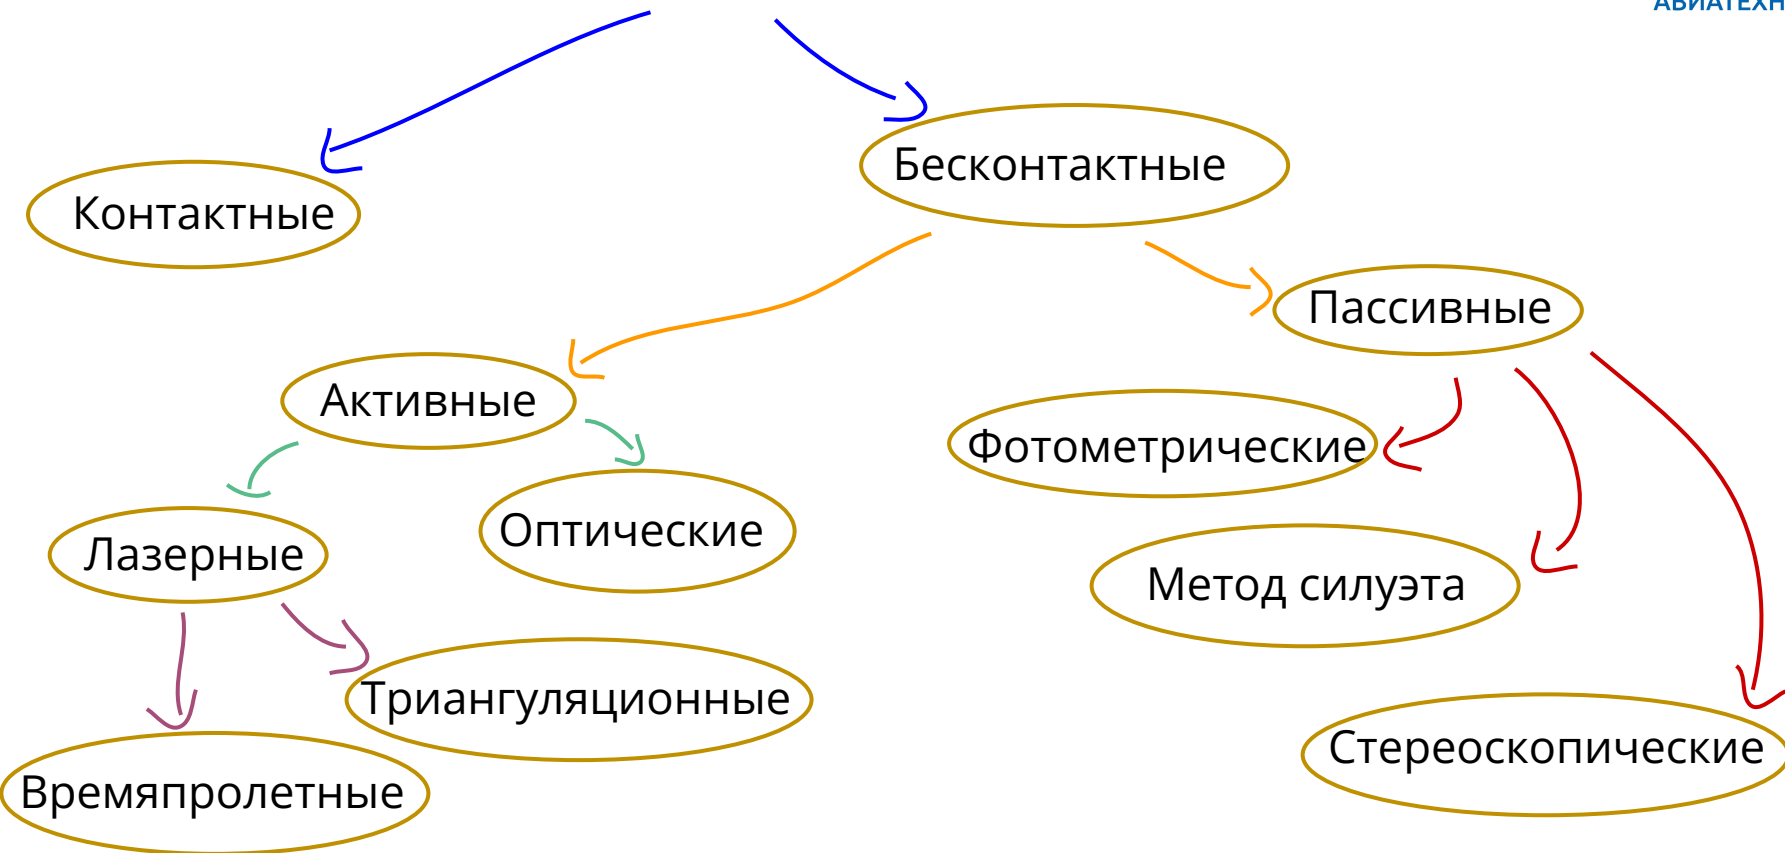 Бесконтактные
Контактные
Пассивные
Активные
Фотометрические
Оптические
Лазерные
Метод силуэта
Триангуляционные
Стереоскопические
Времяпролетные